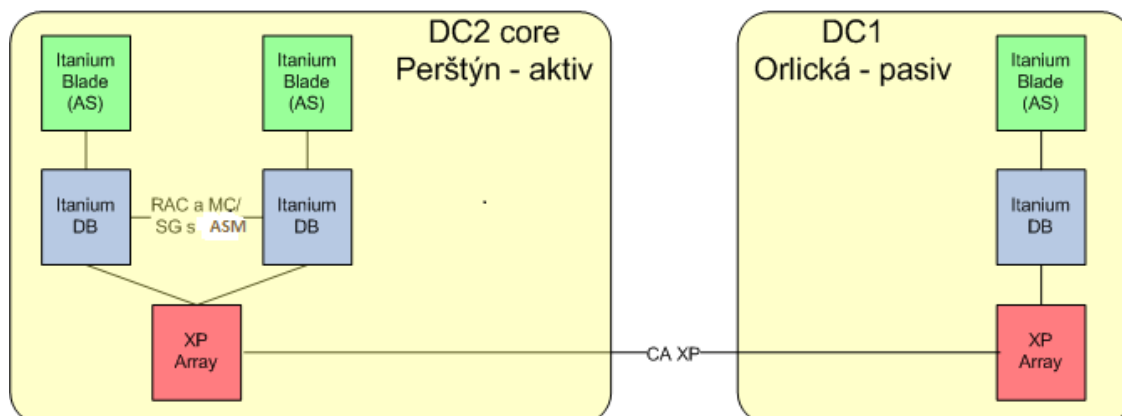 DC2 core
Perštýn - aktiv
Itanium
Blade
(AS)
Itanium
Blade
(AS)
Itanium
DB
RAC a MC/
SG s ASM
Itanium
DB
XP
Array
CA XP
DC1
Orlická - pasiv
Itanium
Blade
(AS)
Itanium
DB
XP
Array